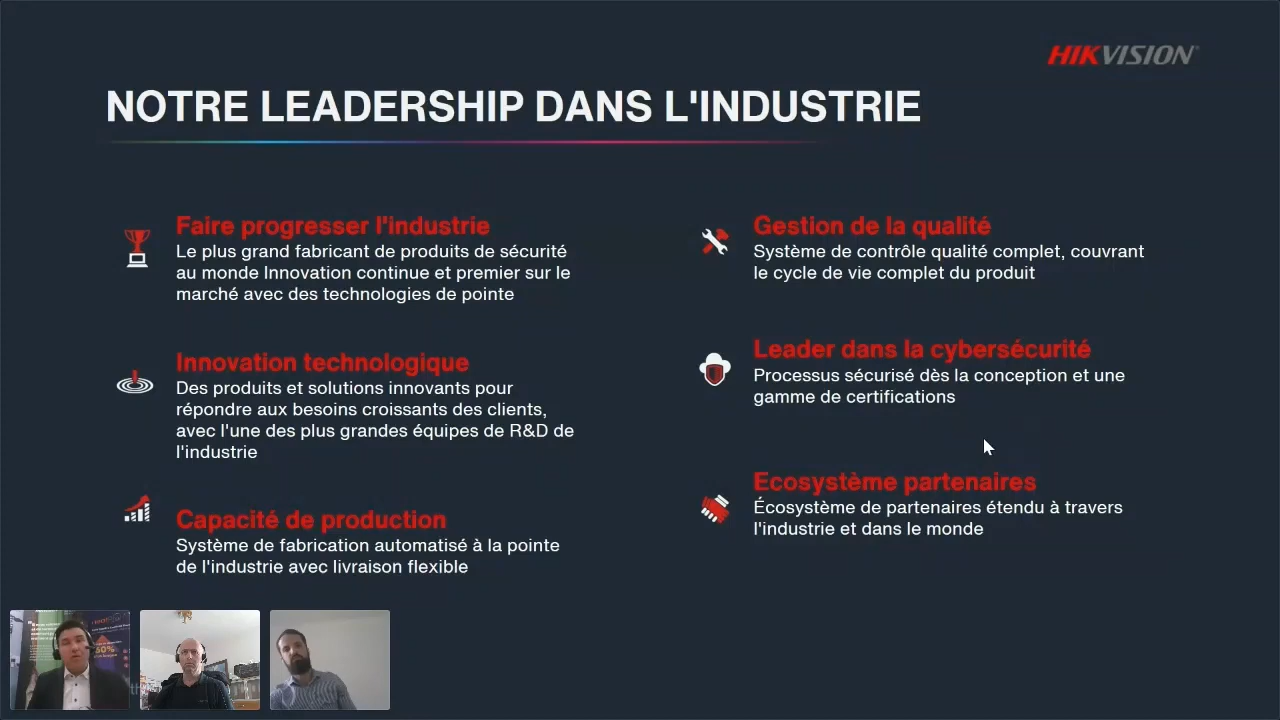 HIKVISION
NOTRE LEADERSHIP DANS L'INDUSTRIE
Faire progresser l'industrie
Le plus grand fabricant de produits de sécurité
au monde Innovation continue et premier sur le
marché avec des technologies de pointe
Innovation technologique
Des produits et solutions innovants pour
répondre aux besoins croissants des clients,
avec l'une des plus grandes équipes de R&D de
l'industrie
Capacité de production
Système de fabrication automatisé à la pointe
de l'industrie avec livraison flexible
Gestion de la qualité
Système de contrôle qualité complet, couvrant
le cycle de vie complet du produit
Leader dans la cybersécurité
Processus sécurisé dès la conception et une
gamme de certifications
Ecosystème partenaires
Écosystème de partenaires étendu à travers
l'industrie et dans le monde
50%